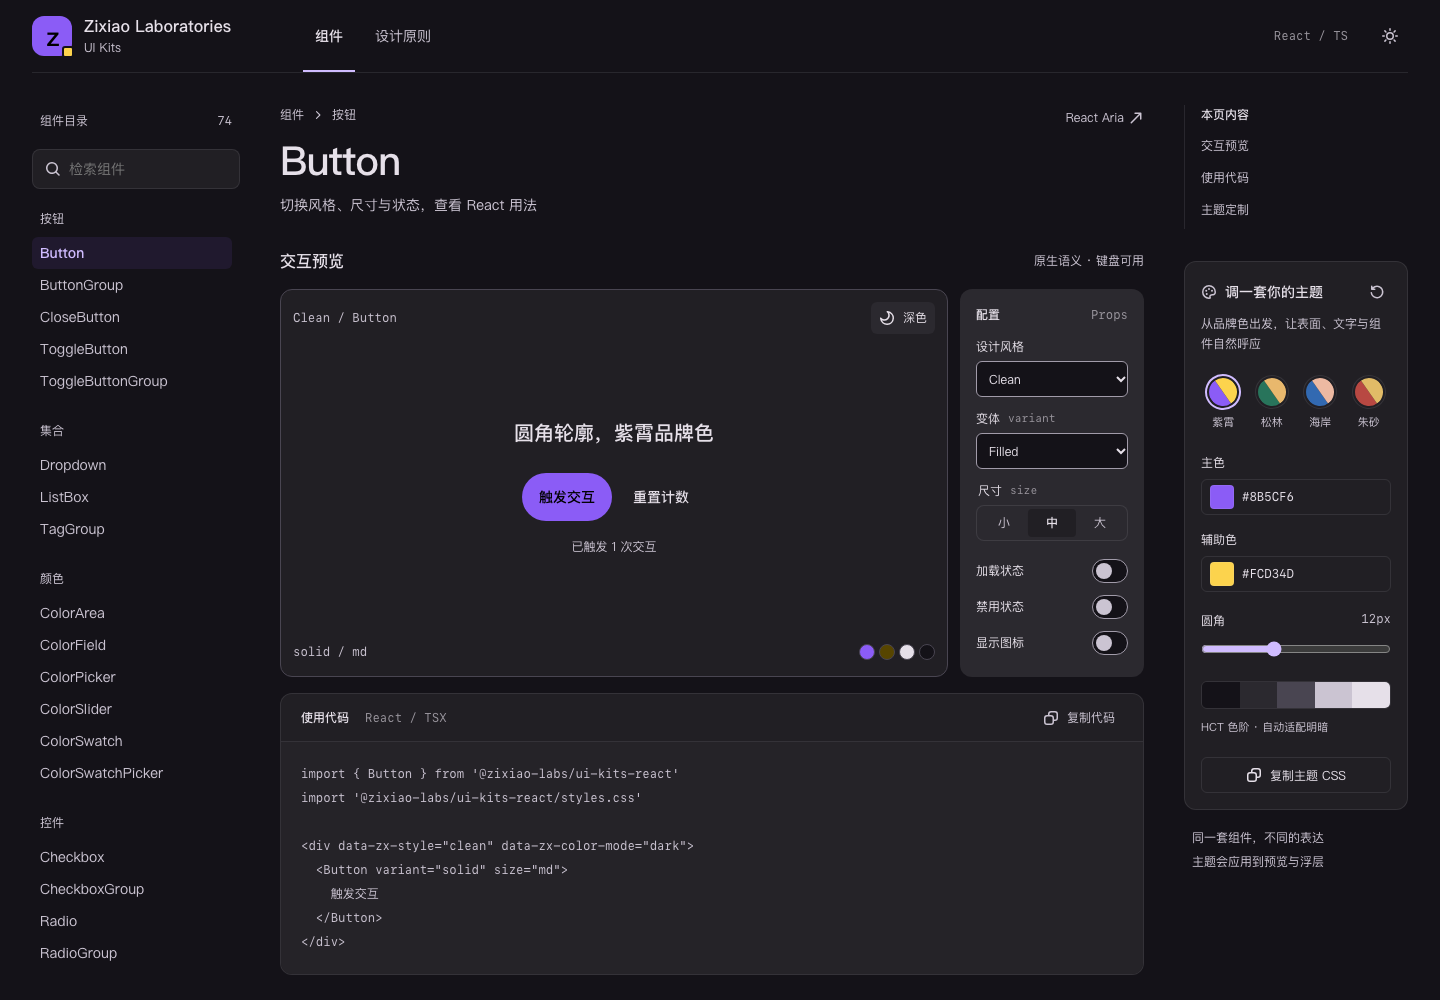 Zixiao Laboratories
UI Kits
组件
设计原则
React / TS
组件目录
74
检索组件
按钮
Button
ButtonGroup
CloseButton
ToggleButton
ToggleButtonGroup
集合
Dropdown
ListBox
TagGroup
颜色
ColorArea
ColorField
ColorPicker
ColorSlider
ColorSwatch
ColorSwatchPicker
控件
Checkbox
CheckboxGroup
Radio
RadioGroup
组件 > 按钮
React Aria
Button
切换风格、尺寸与状态，查看 React 用法
交互预览
原生语义 · 键盘可用
Clean / Button
深色
圆角轮廓，紫霄品牌色
触发交互
重置计数
已触发 1 次交互
solid / md
配置
Props
设计风格
Clean
变体 variant
Filled
尺寸 size
小
中
大
加载状态
禁用状态
显示图标
使用代码
React / TSX
复制代码
import { Button } from '@zixiao-labs/ui-kits-react'
import '@zixiao-labs/ui-kits-react/styles.css'
<div data-zx-style="clean" data-zx-color-mode="dark">
<Button variant="solid" size="md">
触发交互
</Button>
</div>
本页内容
交互预览
使用代码
主题定制
调一套你的主题
从品牌色出发，让表面、文字与组
件自然呼应
紫霄
松林
海岸
朱砂
主色
#8B5CF6
辅助色
#FCD34D
圆角
12px
HCT 色阶 · 自动适配明暗
复制主题 CSS
同一套组件，不同的表达
主题会应用到预览与浮层
Z